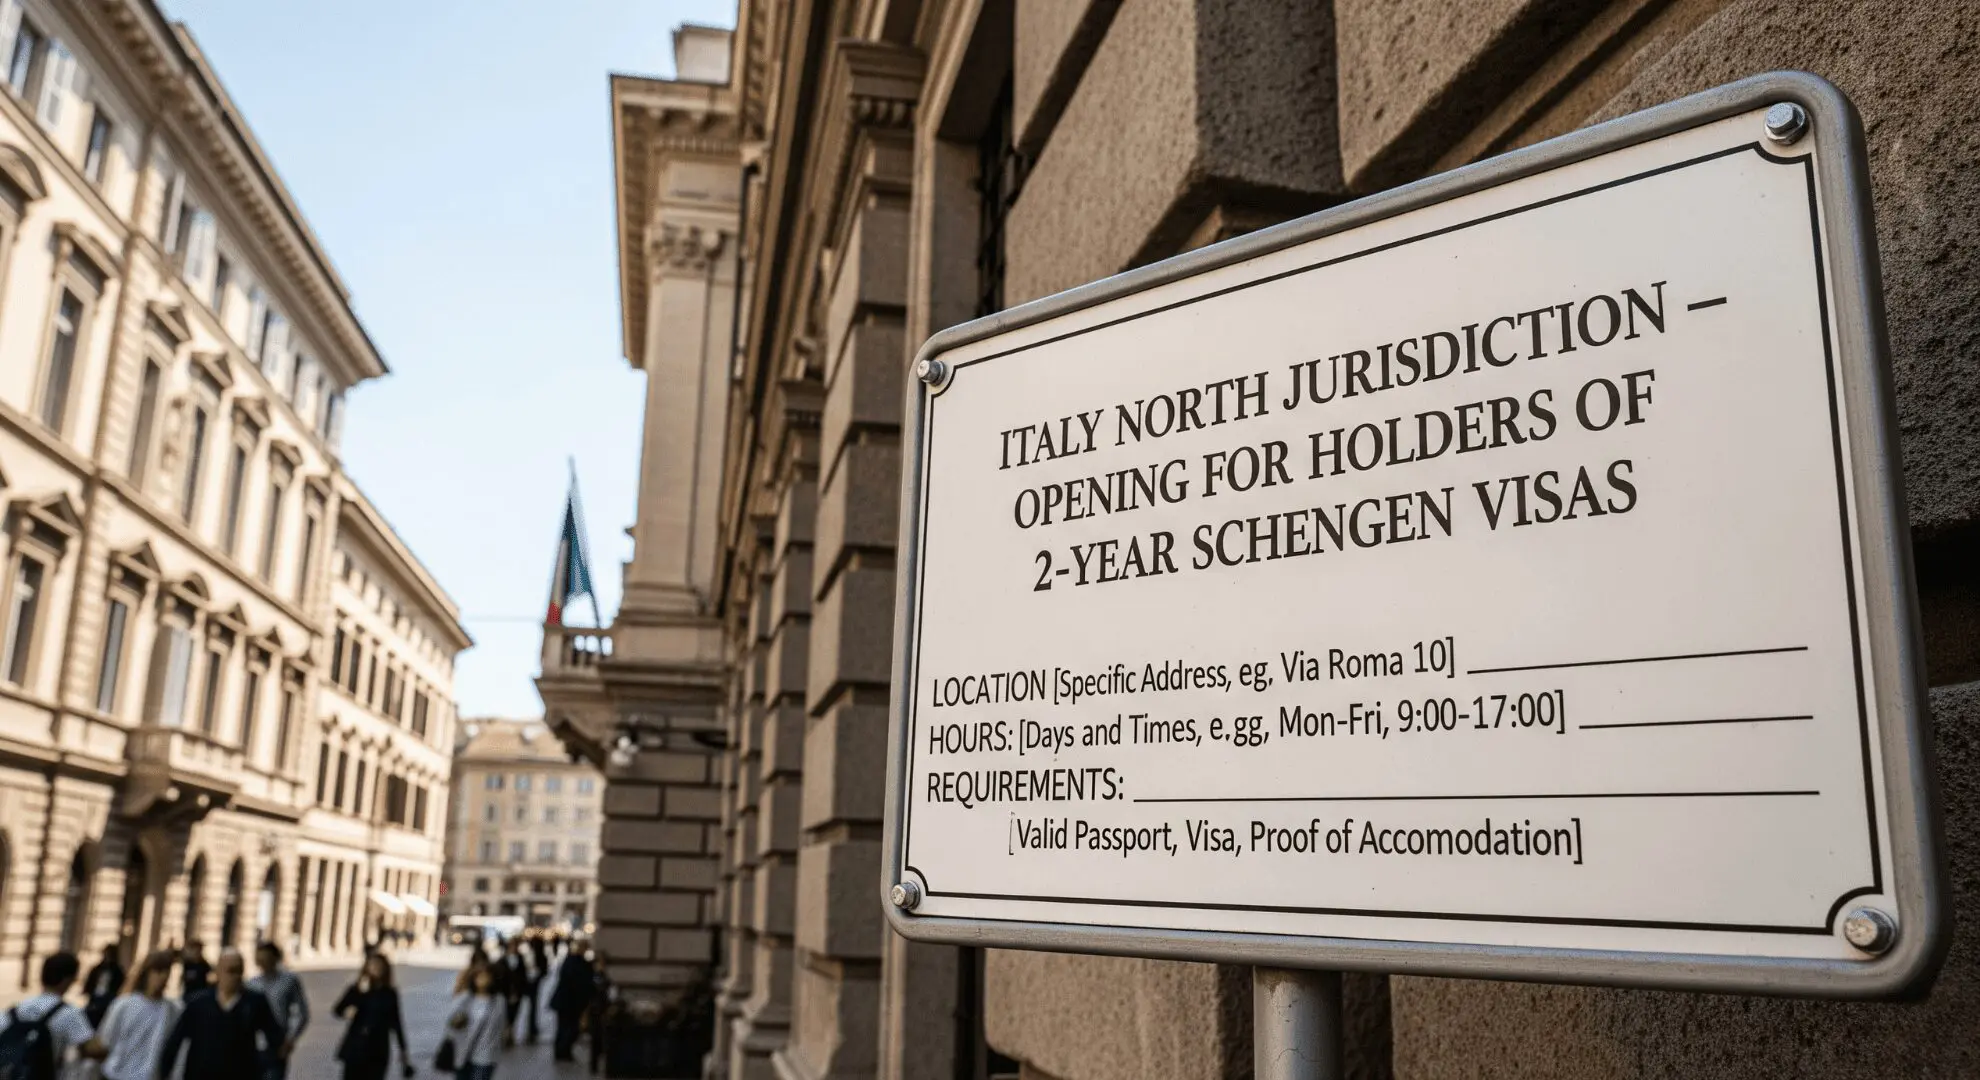 ITALY NORTH JURISDICTION –
OPENING FOR HOLDERS OF
2-YEAR SCHENGEN VISAS
LOCATION [Specific Address, eg, Via Roma 10]
HOURS: [Days and Times, e.gg, Mon-Fri, 9:00-17:00]
REQUIREMENTS:
[Valid Passport, Visa, Proof of Accomodation]